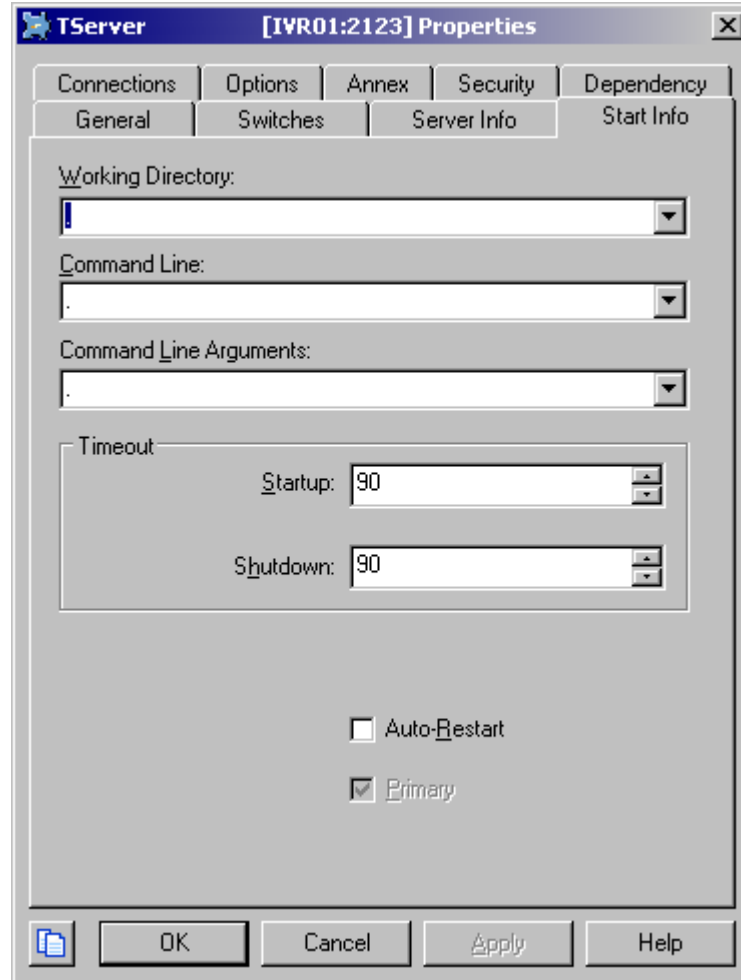 TServer [IVR01:2123] Properties
Connections Options Annex Security Dependency
General Switches Server Info Start Info
Working Directory:
.
Command Line:
.
Command Line Arguments:
.
Timeout
Startup: 90
Shutdown: 90
Auto-Restart
Primary
OK Cancel Apply Help